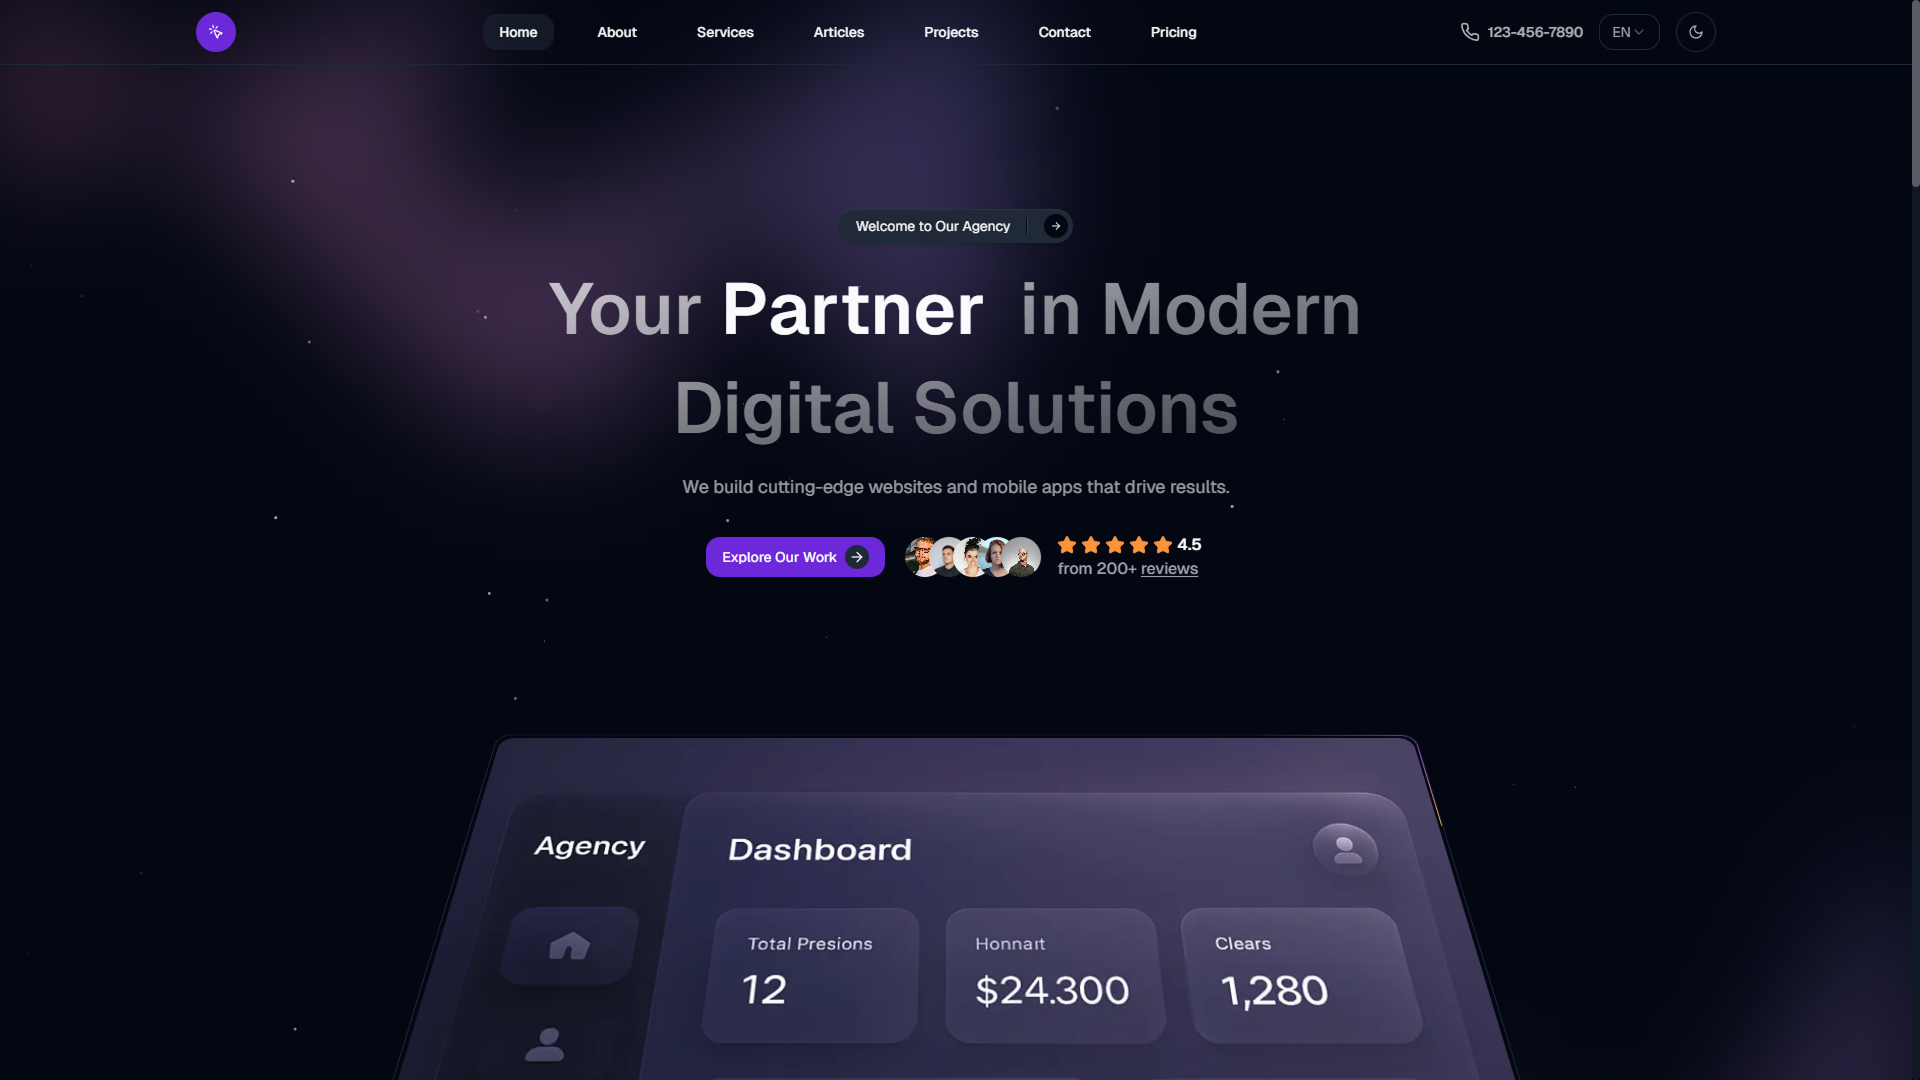 Home
About
Services
Articles
Projects
Contact
Pricing
123-456-7890
EN
Welcome to Our Agency
Your Partner in Modern
Digital Solutions
We build cutting-edge websites and mobile apps that drive results.
Explore Our Work
4.5
from 200+ reviews
Agency
Dashboard
Total Presions
12
Honnaıt
$24.300
Clears
1,280